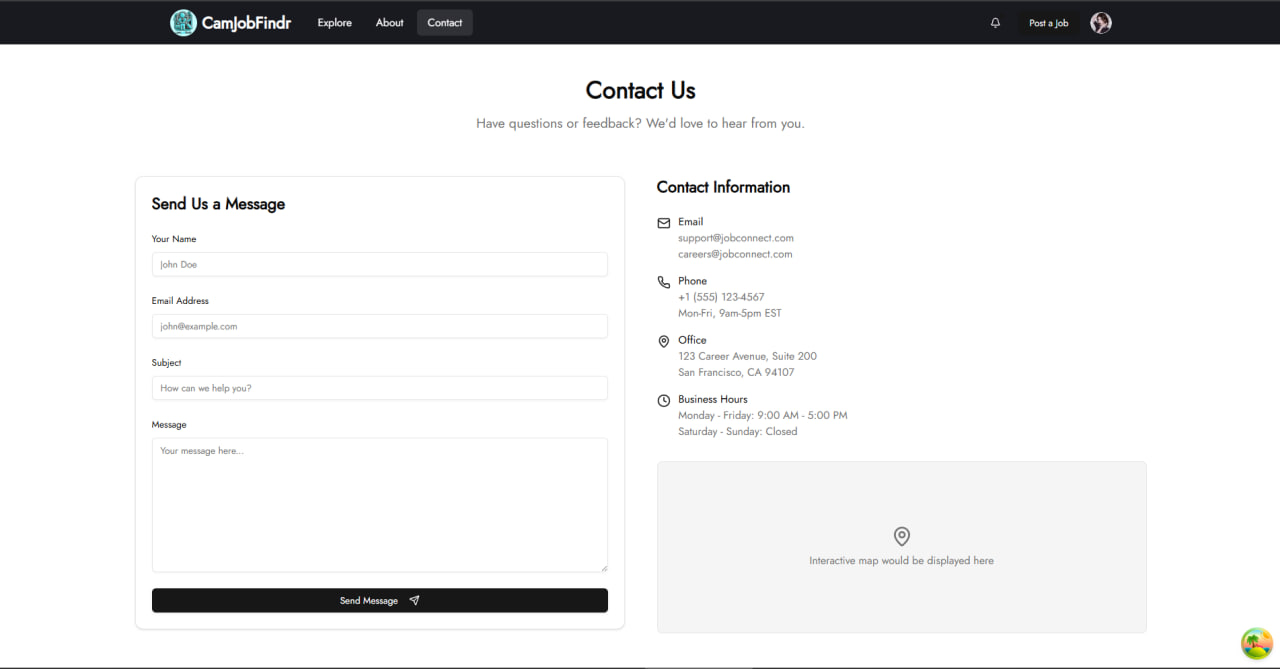 CamJobFindr
Explore
About
Contact
Post a Job
Contact Us
Have questions or feedback? We'd love to hear from you.
Send Us a Message
Your Name
John Doe
Email Address
john@example.com
Subject
How can we help you?
Message
Your message here...
Send Message
Contact Information
Email
support@jobconnect.com
careers@jobconnect.com
Phone
+1 (555) 123-4567
Mon-Fri, 9am-5pm EST
Office
123 Career Avenue, Suite 200
San Francisco, CA 94107
Business Hours
Monday - Friday: 9:00 AM - 5:00 PM
Saturday - Sunday: Closed
Interactive map would be displayed here